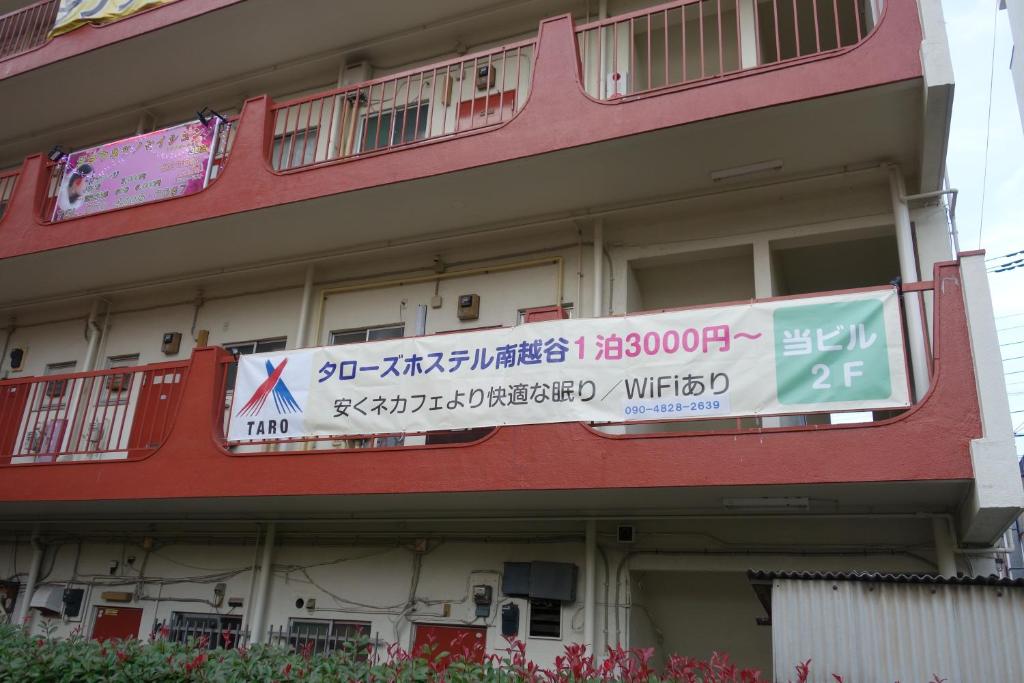 タローズホステル南越谷1泊3000円～
安くネカフェより快適な眠り／WiFiあり
090-4828-2639
TARO
当ビル
2F